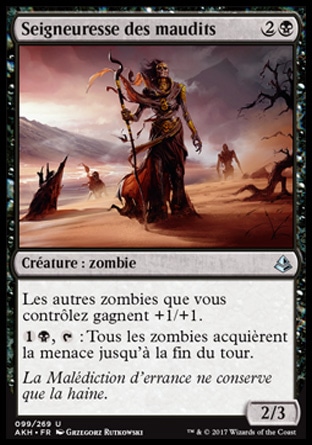 Seigneuresse des maudits 2
Créature : zombie
Les autres zombies que vous
contrôlez gagnent +1/+1.
1, : Tous les zombies acquièrent
la menace jusqu'à la fin du tour.
La Malédiction d'errance ne conserve
que la haine.
2/3
099/269 U
AKH • FR Grzegorz Rutkowski
™ & © 2017 Wizards of the Coast